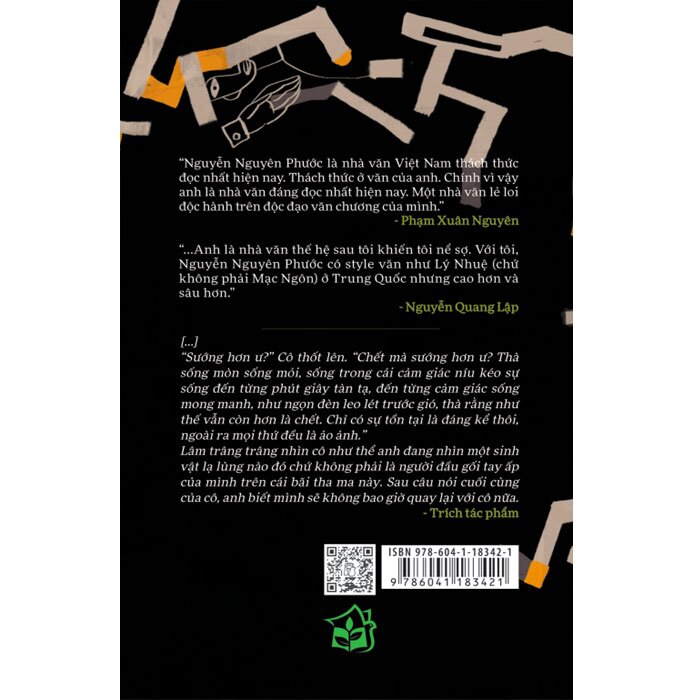 “Nguyễn Nguyên Phước là nhà văn Việt Nam thách thức
đọc nhất hiện nay. Thách thức ở văn của anh. Chính vì vậy
anh là nhà văn đáng đọc nhất hiện nay. Một nhà văn lẻ loi
độc hành trên độc đạo văn chương của mình.”
- Phạm Xuân Nguyên
“...Anh là nhà văn thế hệ sau tôi khiến tôi nể sợ. Với tôi,
Nguyễn Nguyên Phước có style văn như Lý Nhuệ (chứ
không phải Mạc Ngôn) ở Trung Quốc nhưng cao hơn và
sâu hơn.”
- Nguyễn Quang Lập
[...]
“Sướng hơn ư?” Cô thốt lên. “Chết mà sướng hơn ư? Thà
sống mòn sống mỏi, sống trong cái cảm giác níu kéo sự
sống đến từng phút giây tàn tạ, đến từng cảm giác sống
mong manh, như ngọn đèn leo lét trước gió, thà rằng như
thế vẫn còn hơn là chết. Chỉ có sự tồn tại là đáng kể thôi,
ngoài ra mọi thứ đều là ảo ảnh.”
Lâm trâng trâng nhìn cô như thể anh đang nhìn một sinh
vật lạ lùng nào đó chứ không phải là người đầu gối tay ấp
của mình trên cái bãi tha ma này. Sau câu nói cuối cùng
của cô, anh biết mình sẽ không bao giờ quay lại với cô nữa.
- Trích tác phẩm
ISBN 978-604-1-18342-1
9 786041 183421